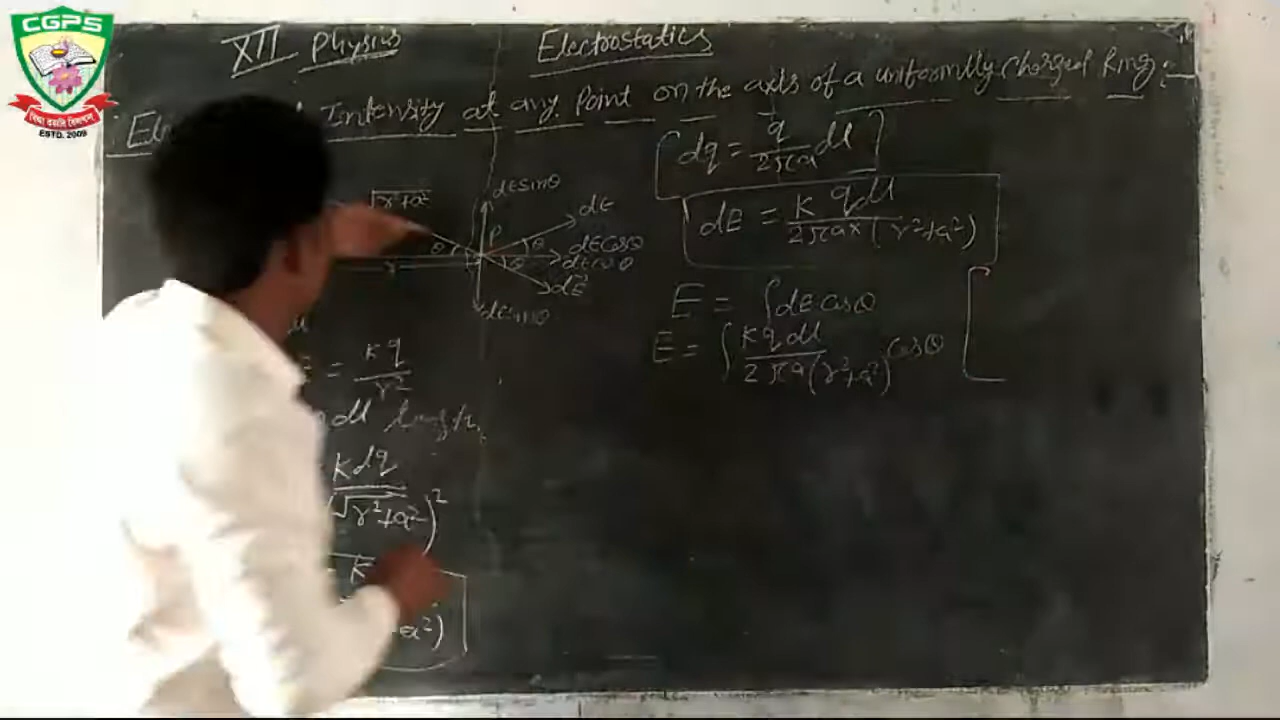 CGPS
বিদ্যা বরানি বিমলম
ESTD. 2009
XII Physics
Electrostatics
Intensity at any Point on the axis of a uniformly charged Ring :-
√r²+a²
dE sinθ
dE
P
θ
θ
dE cosθ
dE cosθ
θ
r
dE
dE sinθ
= Kq / r²
dl length,
Kdq / (√r²+a²)²
K
a²)
dq = q / 2πa dl
dE = K q dl / 2πa × (r²+a²)
E = ∫dE cosθ
E = ∫ K q dl / 2πa (r²+a²) cosθ